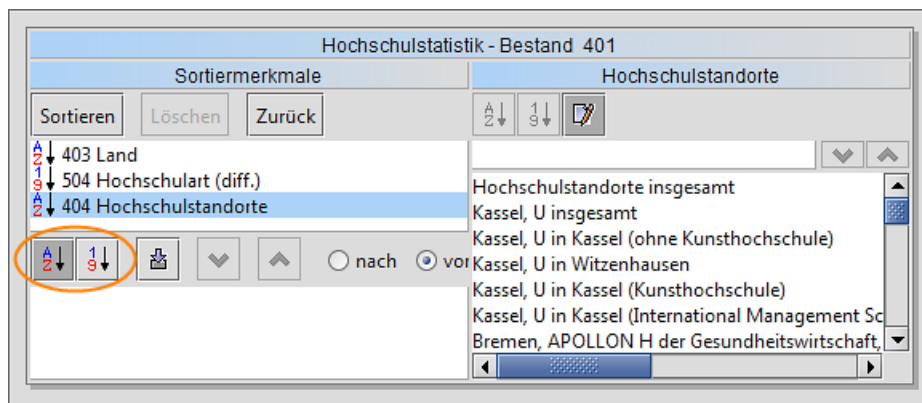 Hochschulstatistik - Bestand 401
Sortiermerkmale
Hochschulstandorte
Sortieren Löschen Zurück
403 Land
504 Hochschulart (diff.)
404 Hochschulstandorte
nach vor
Hochschulstandorte insgesamt
Kassel, U insgesamt
Kassel, U in Kassel (ohne Kunsthochschule)
Kassel, U in Witzenhausen
Kassel, U in Kassel (Kunsthochschule)
Kassel, U in Kassel (International Management Sc
Bremen, APOLLON H der Gesundheitswirtschaft,